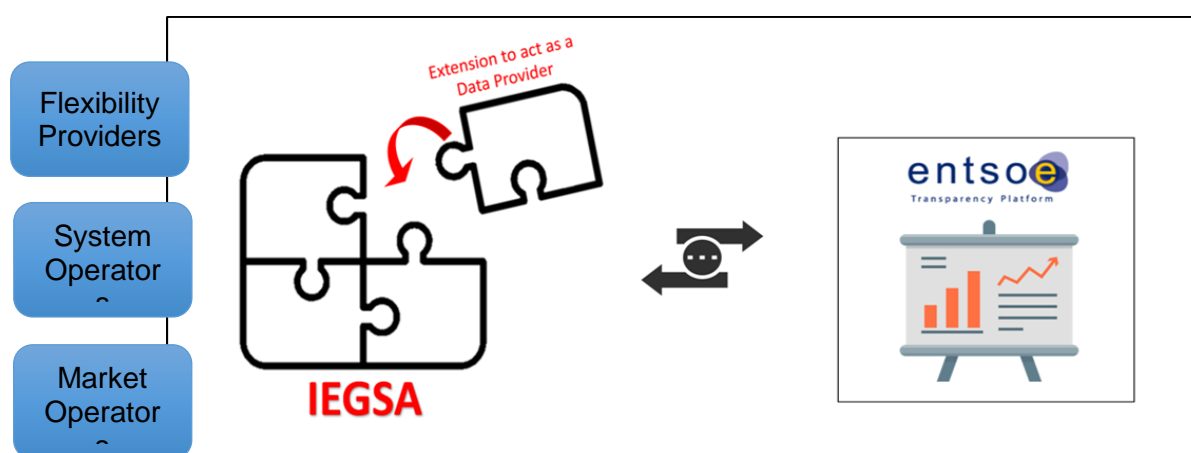 Flexibility
Providers
System
Operator
Market
Operator
Extension to act as a
Data Provider
IEGSA
entsoe
Transparency Platform